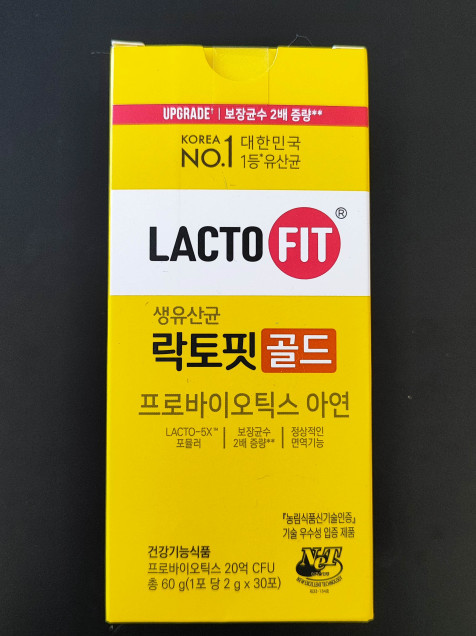 UPGRADE† | 보장균수 2배 증량**
KOREA NO.1 대한민국 1등*유산균
LACTO FIT®
생유산균
락토핏 골드
프로바이오틱스 아연
LACTO-5X™ 포뮬러 | 보장균수 2배 증량** | 정상적인 면역기능
『농림식품신기술인증』
기술 우수성 입증 제품
건강기능식품
프로바이오틱스 20억 CFU
총 60 g(1포 당 2 g x 30포)
NeT
NEW EXCELLENT TECHNOLOGY